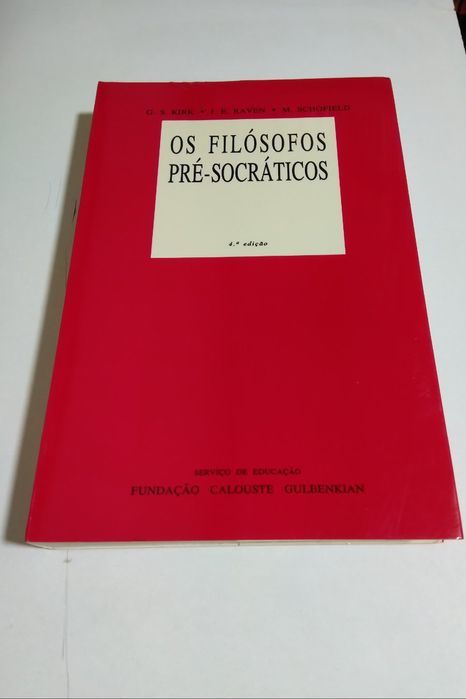 G. S. KIRK • J. E. RAVEN • M. SCHOFIELD
OS FILÓSOFOS
PRÉ-SOCRÁTICOS
4.ª edição
SERVIÇO DE EDUCAÇÃO
FUNDAÇÃO CALOUSTE GULBENKIAN